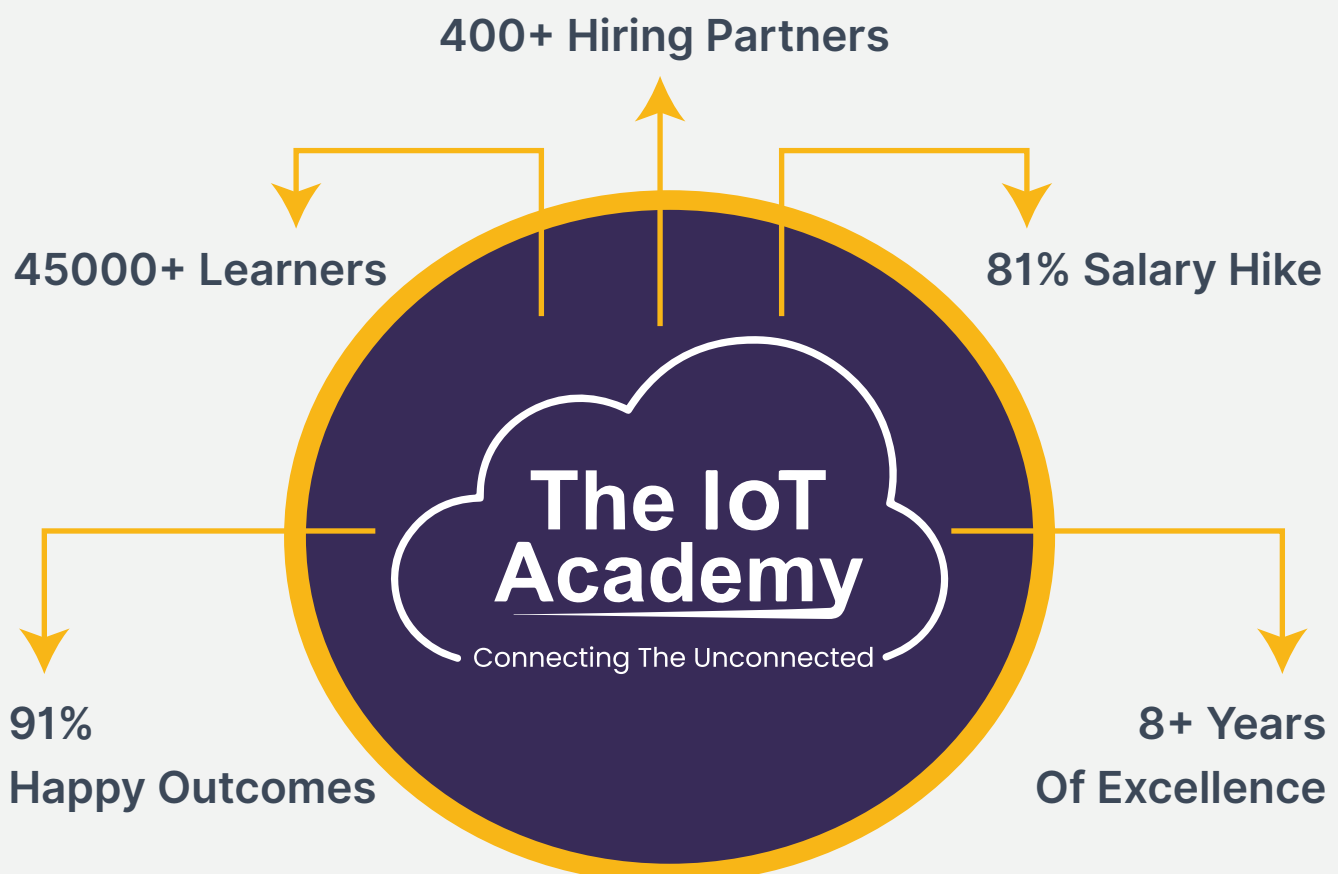 400+ Hiring Partners
45000+ Learners
81% Salary Hike
The IoT
Academy
Connecting The Unconnected
91%
Happy Outcomes
8+ Years
Of Excellence